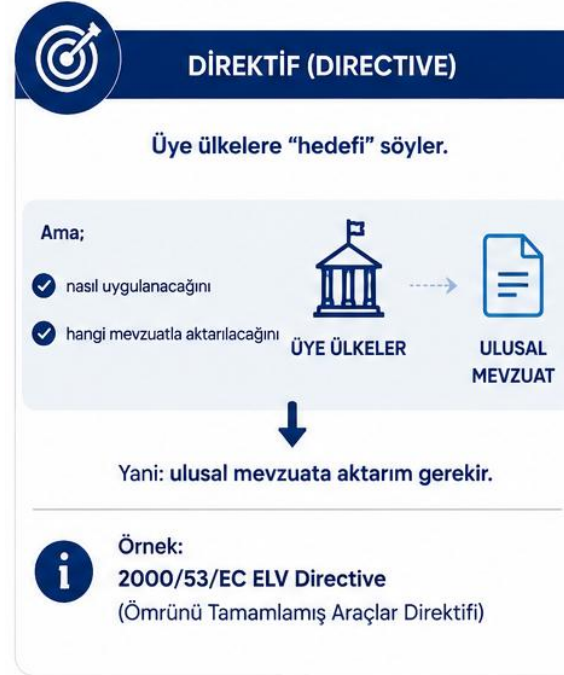 DİREKTİF (DIRECTIVE)
Üye ülkelere “hedefi” söyler.
Ama;
nasıl uygulanacağını
hangi mevzuatla aktarılacağını
ÜYE ÜLKELER
ULUSAL
MEVZUAT
Yani: ulusal mevzuata aktarım gerekir.
i
Örnek:
2000/53/EC ELV Directive
(Ömrünü Tamamlamış Araçlar Direktifi)